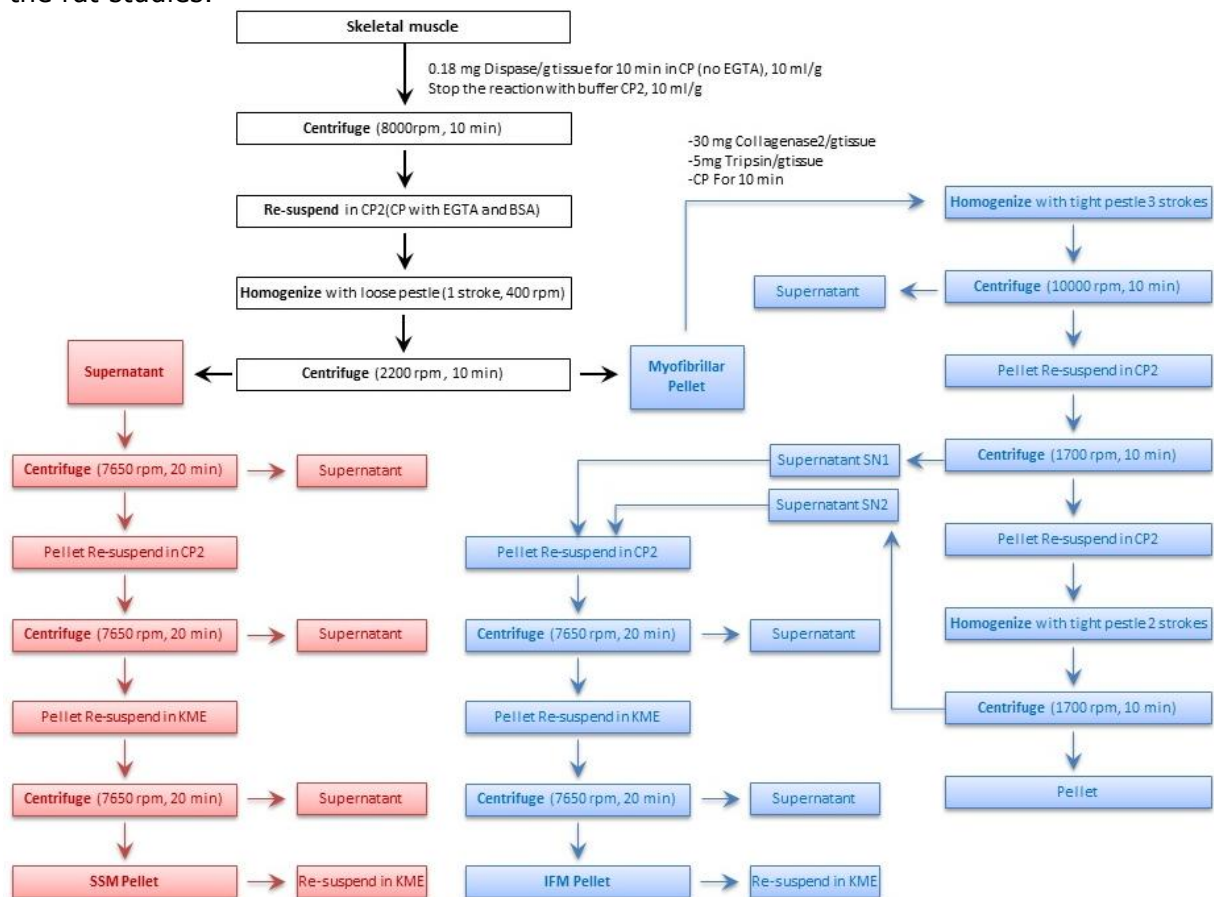 the rat studies.
Skeletal muscle
0.18 mg Dispase/g tissue for 10 min in CP (no EGTA), 10 ml/g
Stop the reaction with buffer CP2, 10 ml/g
Centrifuge (8000rpm, 10 min)
Re-suspend in CP2(CP with EGTA and BSA)
Homogenize with loose pestle (1 stroke, 400 rpm)
Centrifuge (2200 rpm, 10 min)
Supernatant
Myofibrillar
Pellet
-30 mg Collagenase2/gtissue
-5mg Tripsin/gtissue
-CP For 10 min
Homogenize with tight pestle 3 strokes
Centrifuge (10000 rpm, 10 min)
Supernatant
Pellet Re-suspend in CP2
Centrifuge (1700 rpm, 10 min)
Supernatant SN1
Supernatant SN2
Pellet Re-suspend in CP2
Homogenize with tight pestle 2 strokes
Centrifuge (1700 rpm, 10 min)
Pellet
Centrifuge (7650 rpm, 20 min)
Supernatant
Pellet Re-suspend in CP2
Centrifuge (7650 rpm, 20 min)
Supernatant
Pellet Re-suspend in KME
Centrifuge (7650 rpm, 20 min)
Supernatant
SSM Pellet
Re-suspend in KME
Pellet Re-suspend in CP2
Centrifuge (7650 rpm, 20 min)
Supernatant
Pellet Re-suspend in KME
Centrifuge (7650 rpm, 20 min)
Supernatant
IFM Pellet
Re-suspend in KME